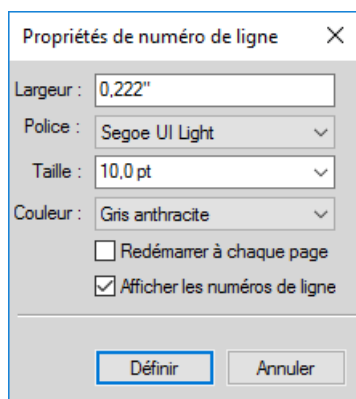 Propriétés de numéro de ligne
Largeur : 0,222"
Police : Segoe UI Light
Taille : 10,0 pt
Couleur : Gris anthracite
Redémarrer à chaque page
Afficher les numéros de ligne
Définir Annuler